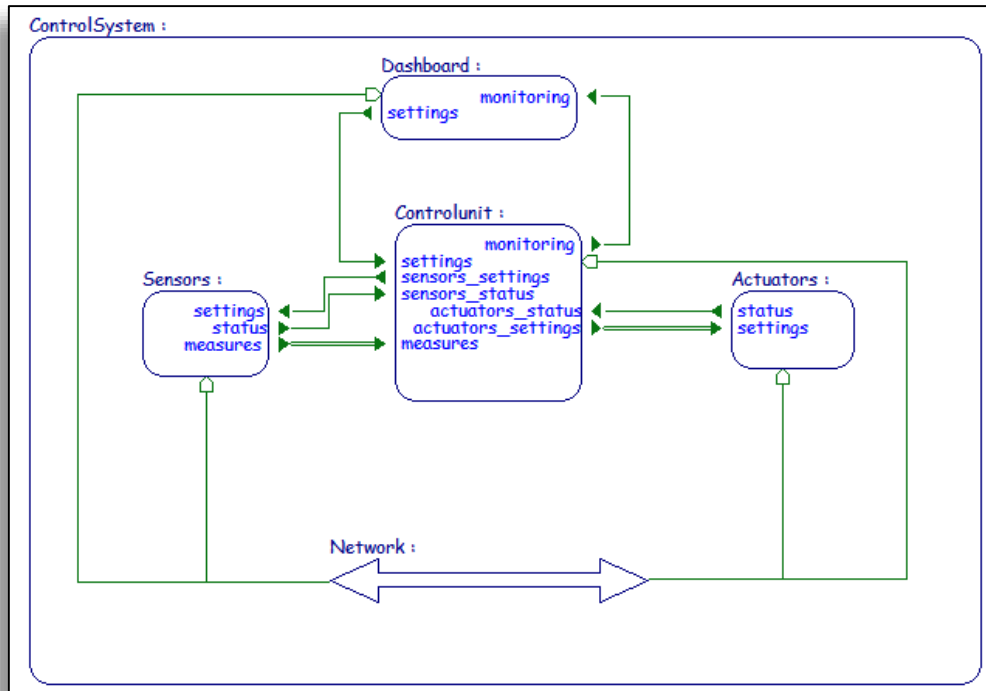 ControlSystem :
Dashboard :
monitoring
settings
Controlunit :
monitoring
settings
sensors_settings
sensors_status
actuators_status
actuators_settings
measures
Sensors :
settings
status
measures
Actuators :
status
settings
Network :